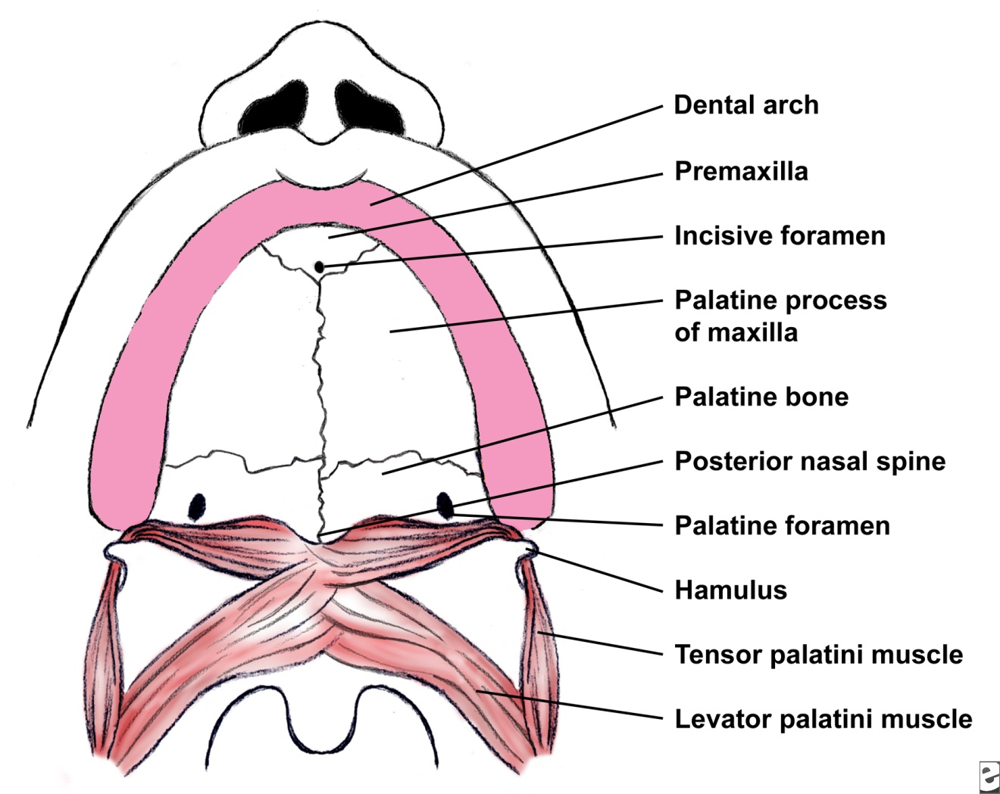 Dental arch
Premaxilla
Incisive foramen
Palatine process
of maxilla
Palatine bone
Posterior nasal spine
Palatine foramen
Hamulus
Tensor palatini muscle
Levator palatini muscle